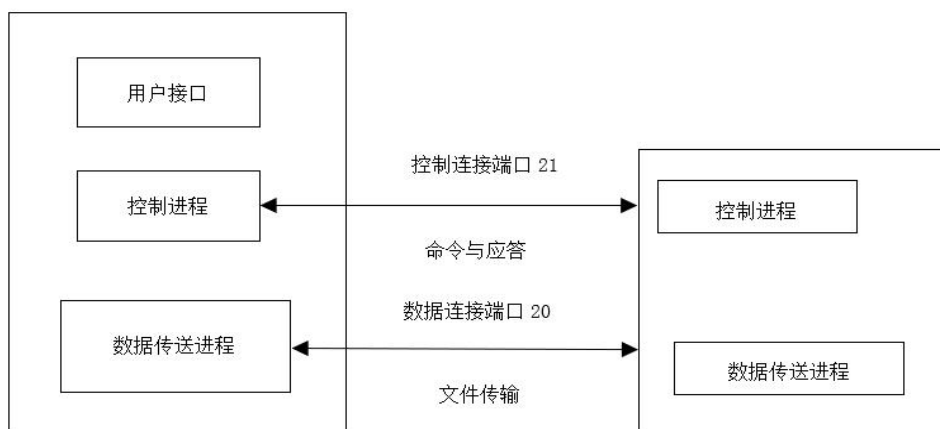 用户接口
控制连接端口 21
控制进程
控制进程
命令与应答
数据连接端口 20
数据传送进程
数据传送进程
文件传输